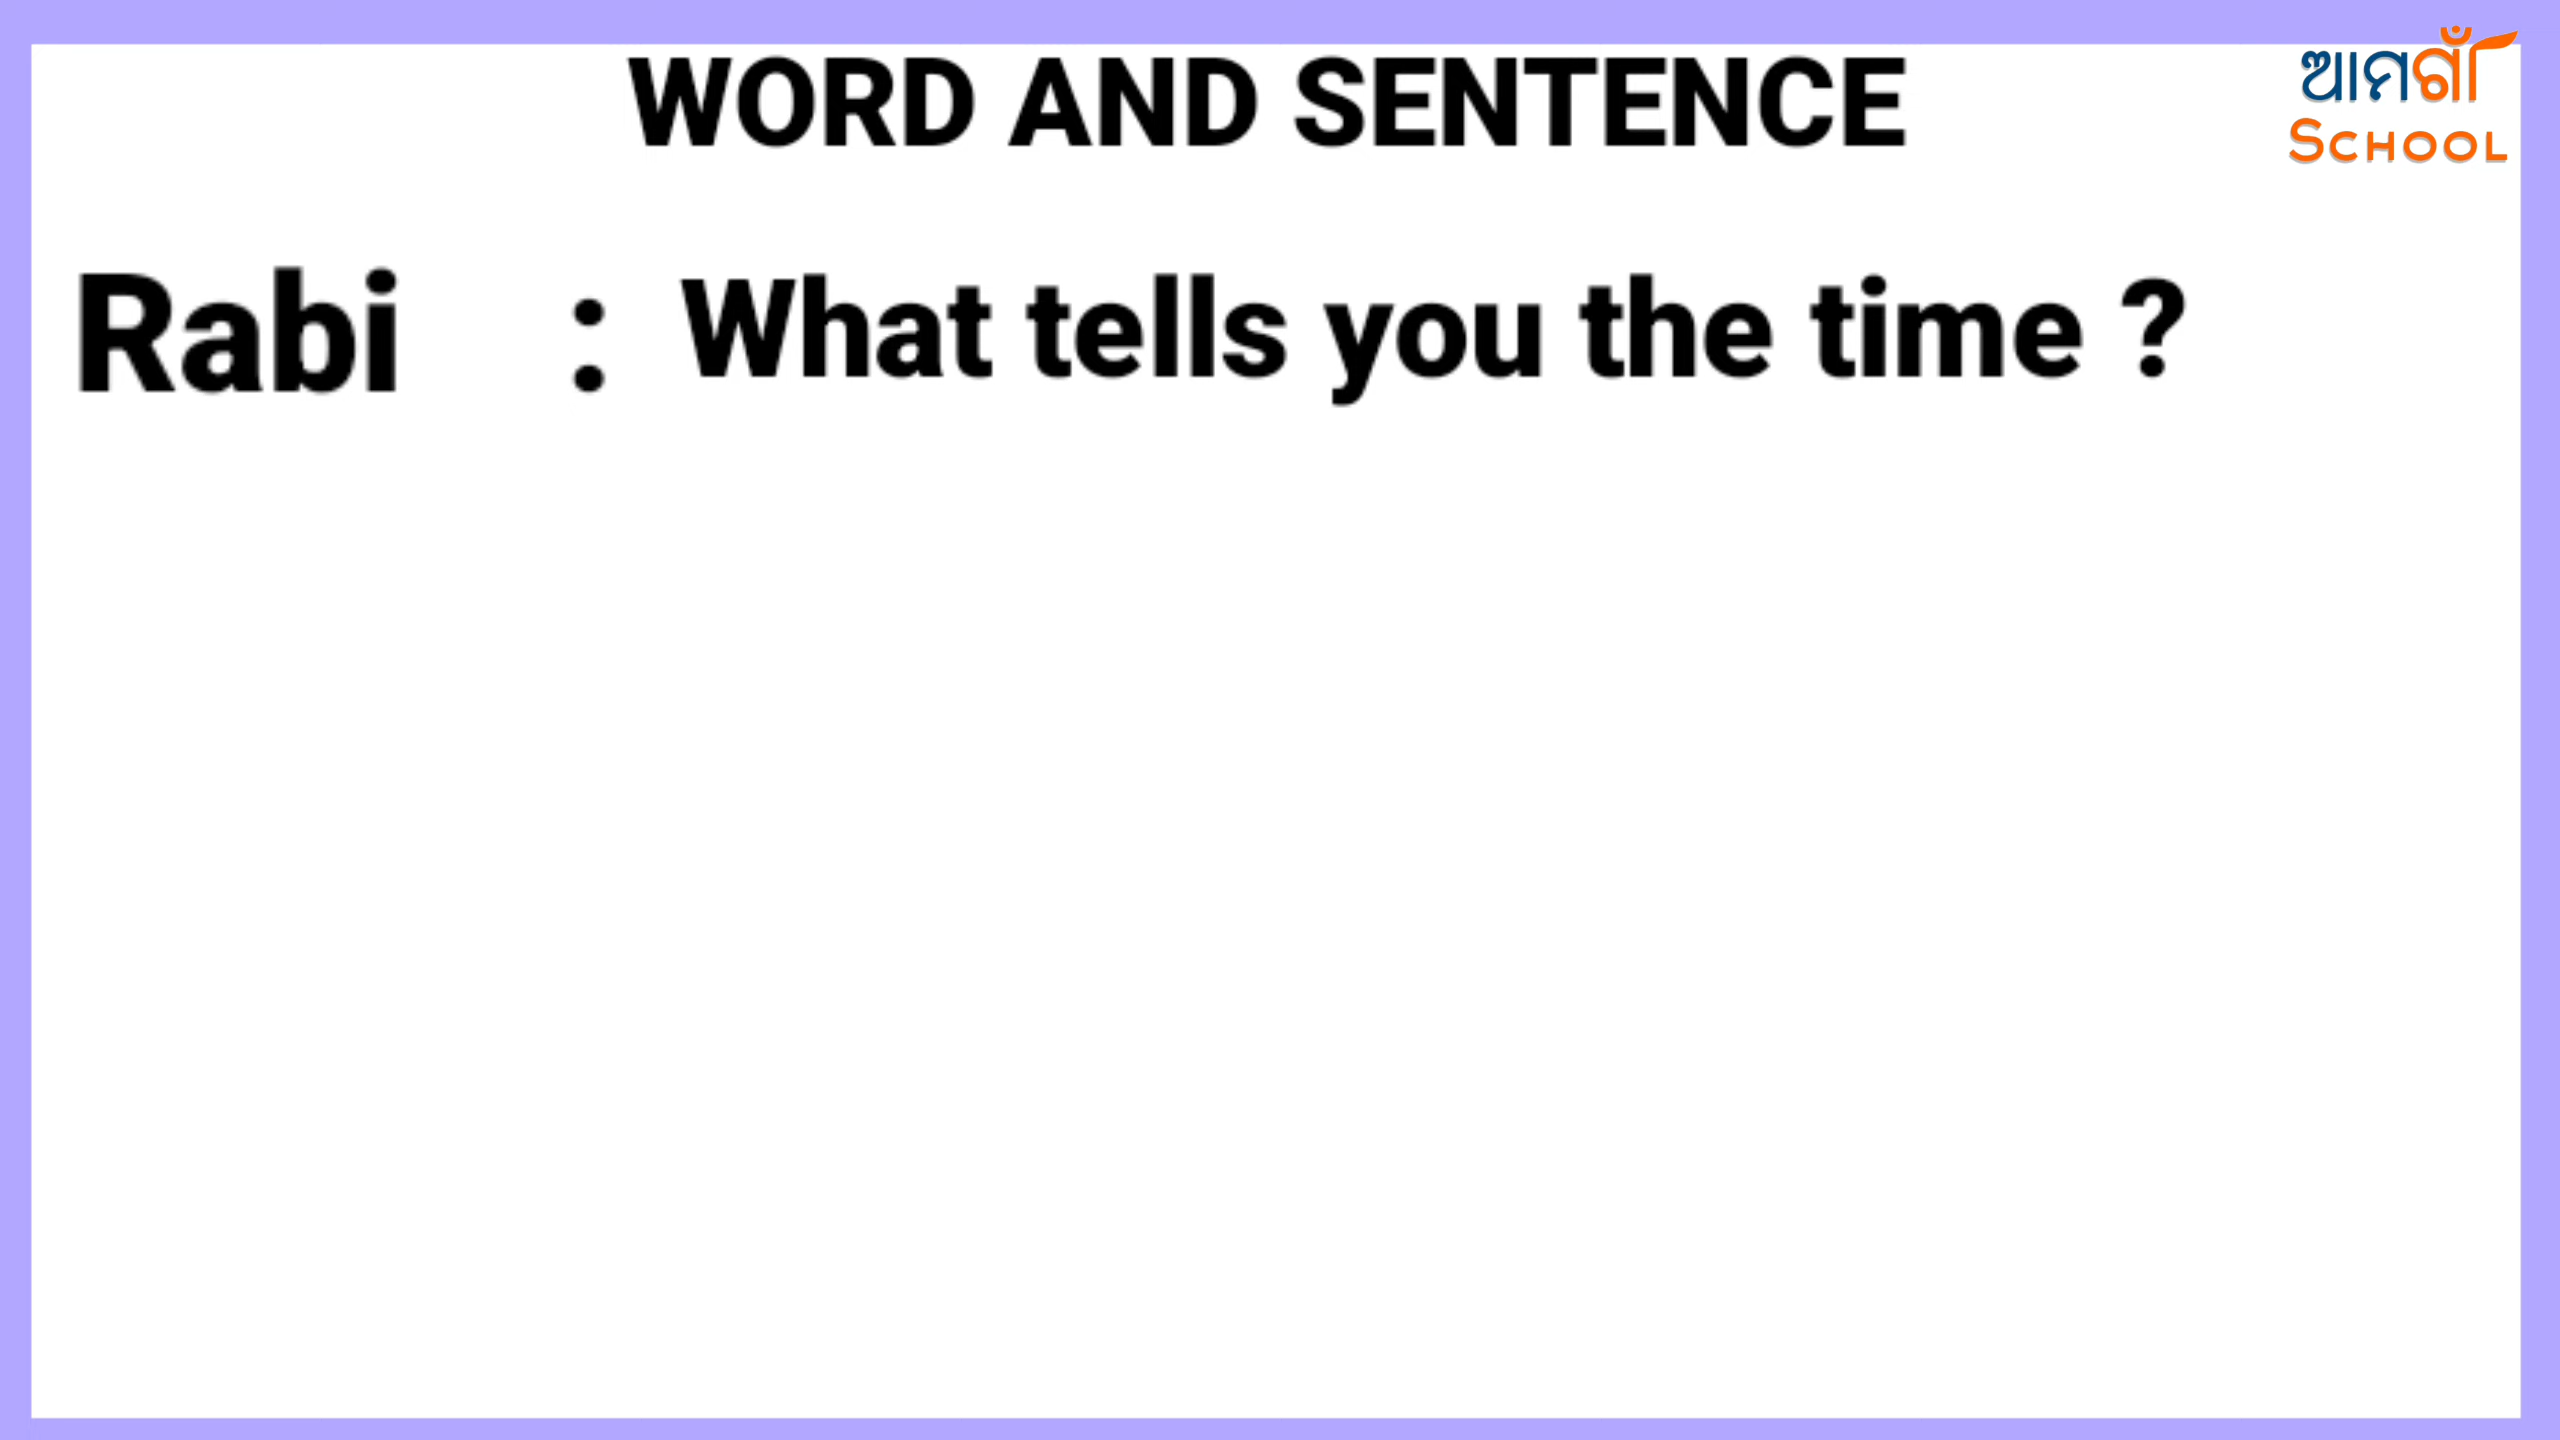 WORD AND SENTENCE
ଆମଗାଁ
SCHOOL
Rabi : What tells you the time ?